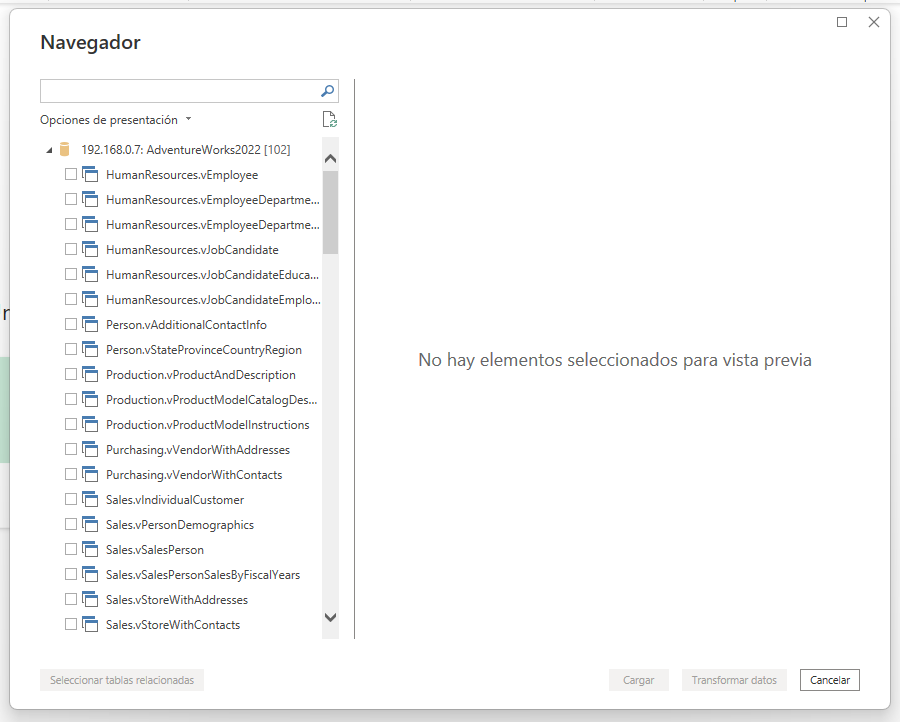 Navegador
Opciones de presentación
192.168.0.7: AdventureWorks2022 [102]
HumanResources.vEmployee
HumanResources.vEmployeeDepartme...
HumanResources.vEmployeeDepartme...
HumanResources.vJobCandidate
HumanResources.vJobCandidateEduca...
HumanResources.vJobCandidateEmplo...
Person.vAdditionalContactInfo
Person.vStateProvinceCountryRegion
Production.vProductAndDescription
Production.vProductModelCatalogDes...
Production.vProductModelInstructions
Purchasing.vVendorWithAddresses
Purchasing.vVendorWithContacts
Sales.vIndividualCustomer
Sales.vPersonDemographics
Sales.vSalesPerson
Sales.vSalesPersonSalesByFiscalYears
Sales.vStoreWithAddresses
Sales.vStoreWithContacts
No hay elementos seleccionados para vista previa
Seleccionar tablas relacionadas
Cargar
Transformar datos
Cancelar